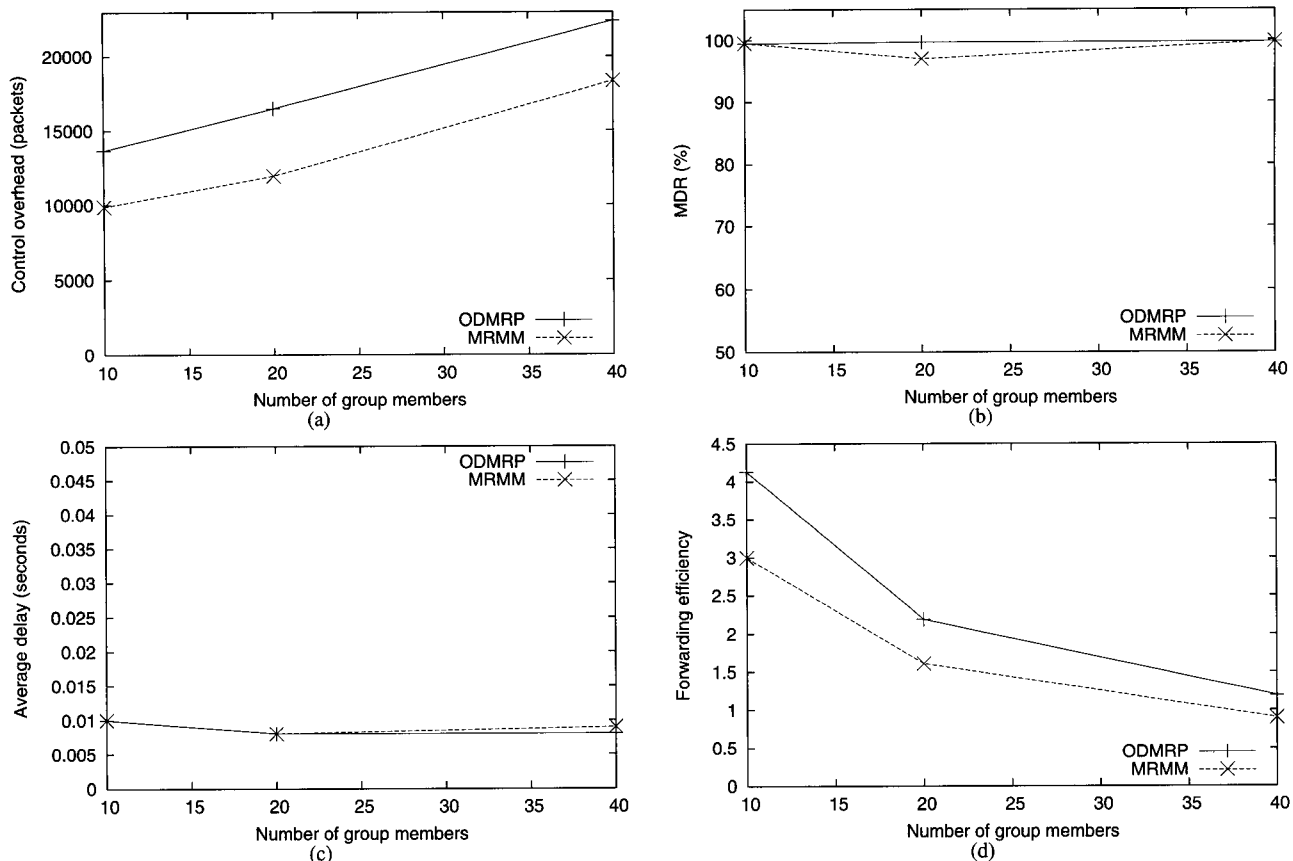 Control overhead (packets)
20000
15000
10000
5000
0
ODMRP
MRMM
10 15 20 25 30 35 40
Number of group members
(a)
MDR (%)
100
90
80
70
60
50
ODMRP
MRMM
10 15 20 25 30 35 40
Number of group members
(b)
Average delay (seconds)
0.05
0.045
0.04
0.035
0.03
0.025
0.02
0.015
0.01
0.005
0
ODMRP
MRMM
10 15 20 25 30 35 40
Number of group members
(c)
Forwarding efficiency
4.5
4
3.5
3
2.5
2
1.5
1
0.5
0
ODMRP
MRMM
10 15 20 25 30 35 40
Number of group members
(d)